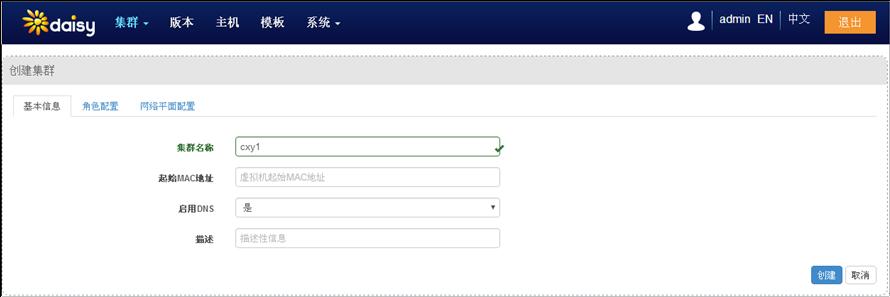 daisy 集群 版本 主机 模板 系统 admin EN 中文 退出
创建集群
基本信息 角色配置 网络平面配置
集群名称 cxy1
起始MAC地址 虚拟机起始MAC地址
启用DNS 是
描述 描述性信息
创建 取消